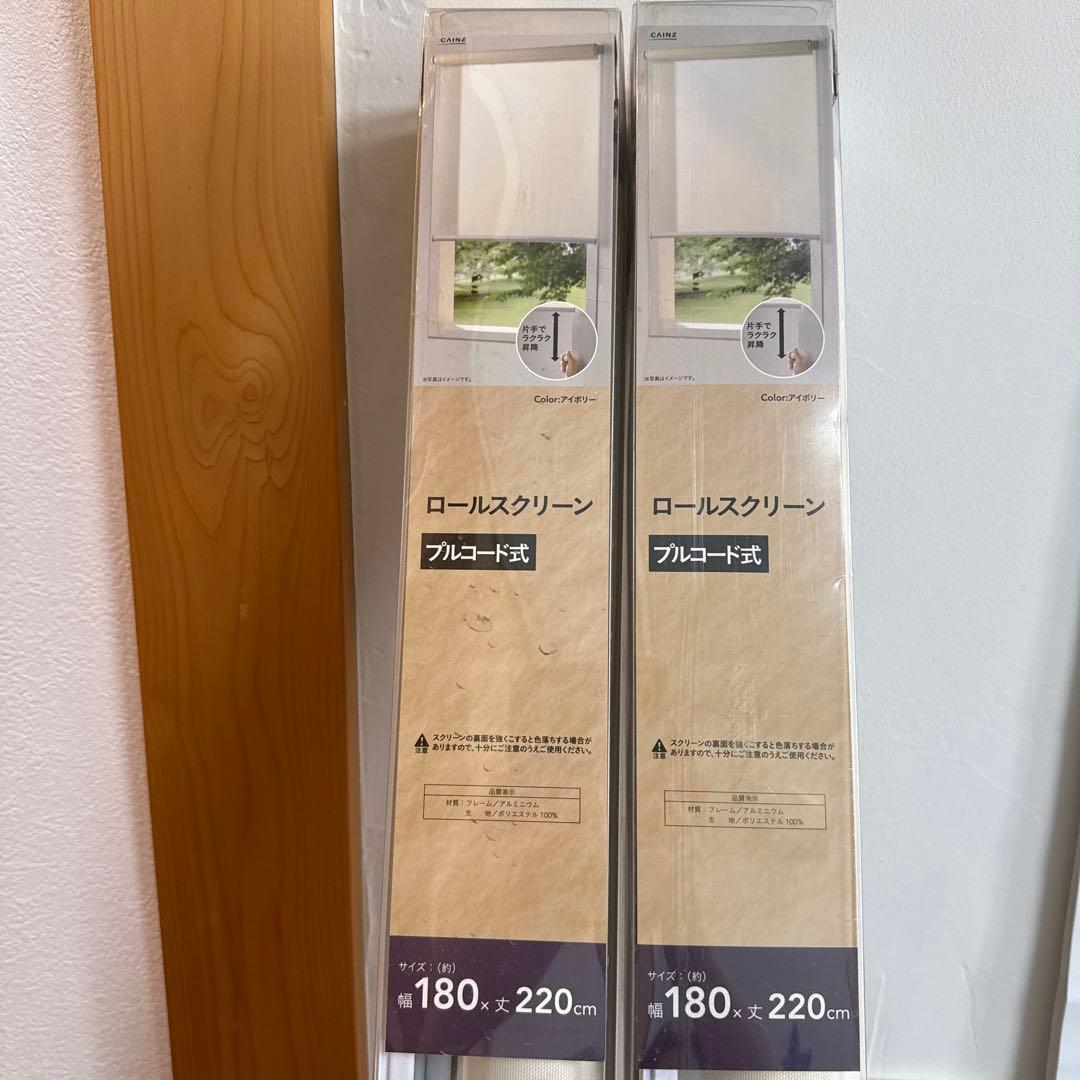 CAINZ
片手で
ラクラク
昇降
※写真はイメージです。
Color:アイボリー
ロールスクリーン
プルコード式
注意
スクリーンの裏面を強くこすると色落ちする場合が
ありますので、十分にご注意のうえご使用ください。
品質表示
材質:フレーム/アルミニウム
生 地/ポリエステル100%
サイズ:(約)
幅180×丈220cm
CAINZ
片手で
ラクラク
昇降
※写真はイメージです。
Color:アイボリー
ロールスクリーン
プルコード式
注意
スクリーンの裏面を強くこすると色落ちする場合が
ありますので、十分にご注意のうえご使用ください。
品質表示
材質:フレーム/アルミニウム
生 地/ポリエステル100%
サイズ:(約)
幅180×丈220cm